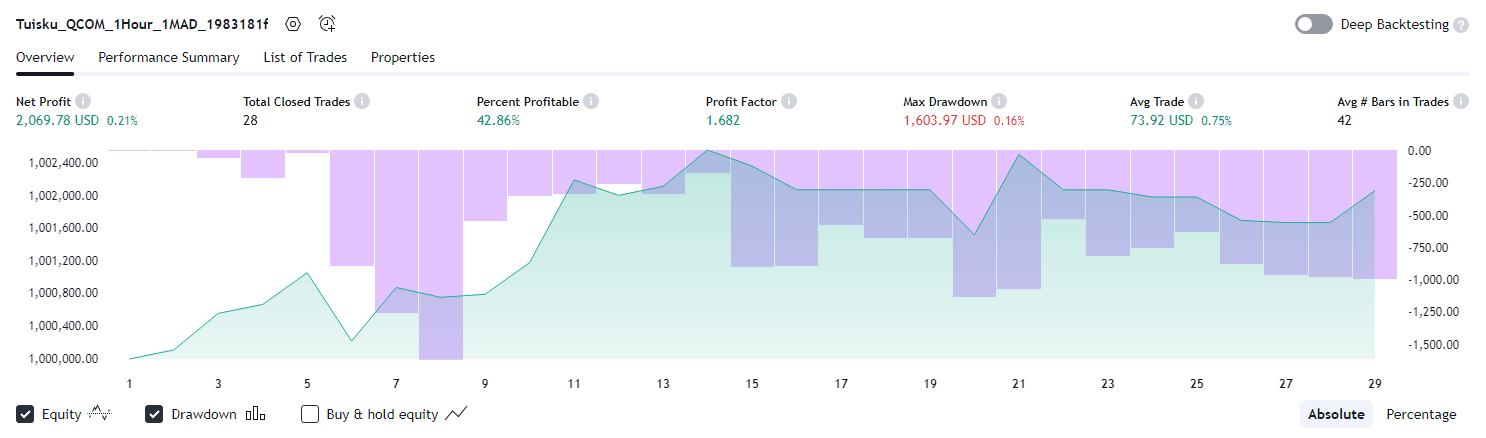 Tuisku_QCOM_1Hour_1MAD_1983181f Deep Backtesting ?
Overview Performance Summary List of Trades Properties
Net Profit i Total Closed Trades i Percent Profitable i Profit Factor i Max Drawdown i Avg Trade i Avg # Bars in Trades i
2,069.78 USD 0.21% 28 42.86% 1.682 1,603.97 USD 0.16% 73.92 USD 0.75% 42
1,002,400.00 0.00
1,002,000.00 -250.00
1,001,600.00 -500.00
1,001,200.00 -750.00
1,000,800.00 -1,000.00
1,000,400.00 -1,250.00
1,000,000.00 -1,500.00
1 3 5 7 9 11 13 15 17 19 21 23 25 27 29
Equity Drawdown Buy & hold equity Absolute Percentage